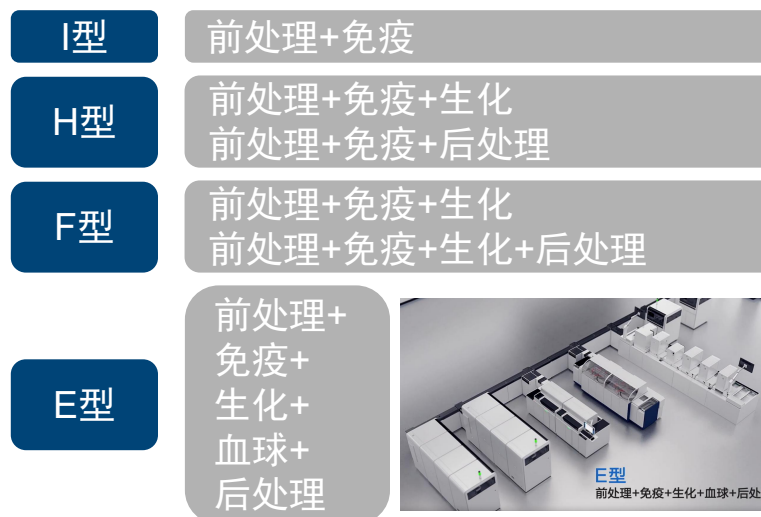 I型
前处理+免疫
H型
前处理+免疫+生化
前处理+免疫+后处理
F型
前处理+免疫+生化
前处理+免疫+生化+后处理
E型
前处理+
免疫+
生化+
血球+
后处理
E型
前处理+免疫+生化+血球+后处